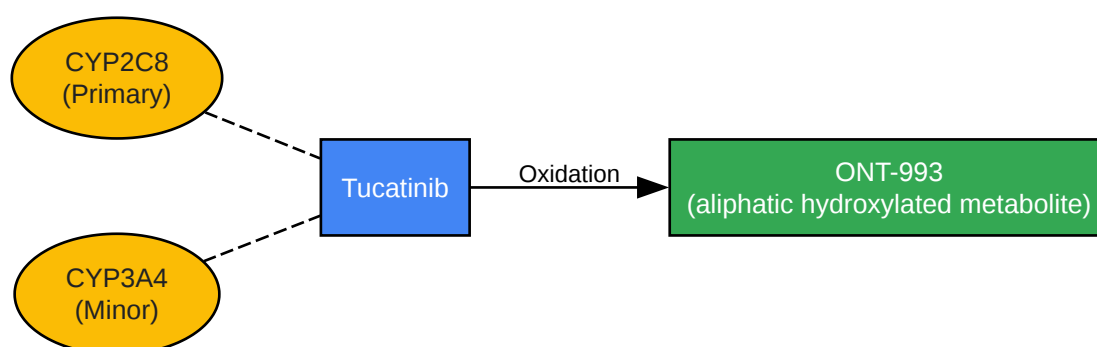 CYP2C8
(Primary)
Tucatinib
Oxidation
ONT-993
(aliphatic hydroxylated metabolite)
CYP3A4
(Minor)